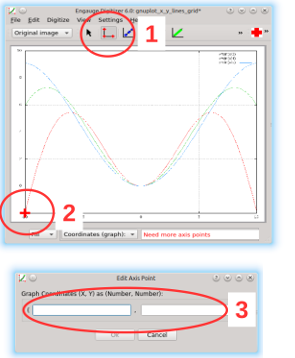 Engauge Digitizer 6.0: gnuplot_x_y_lines_grid*
File Edit Digitize View Settings
Original image
1
2
Coordinates (graph):
Need more axis points
Edit Axis Point
Graph Coordinates (X, Y) as (Number, Number):
3
Ok
Cancel